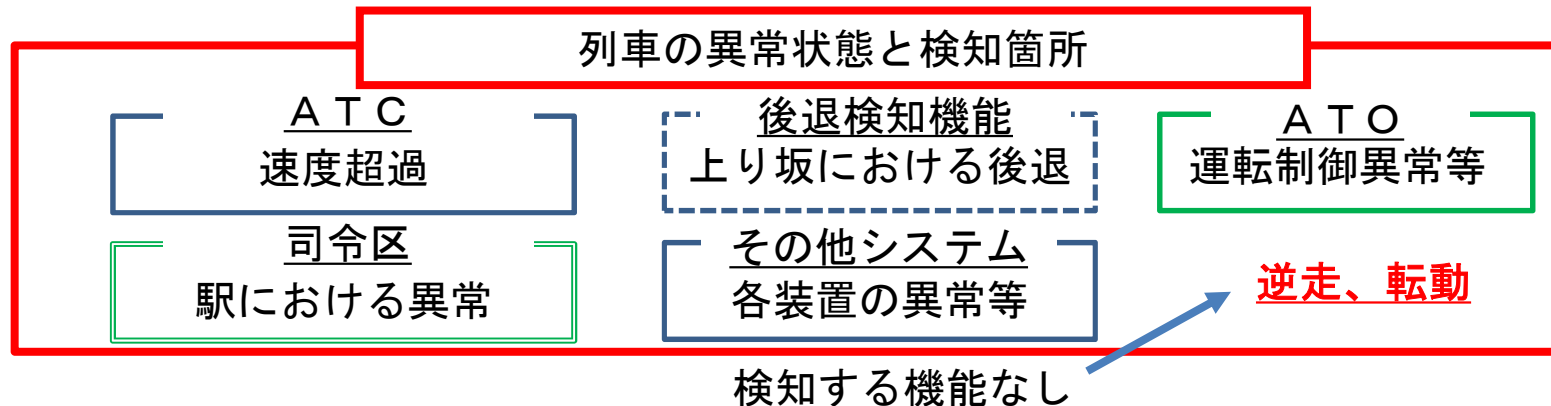 列車の異常状態と検知箇所
ＡＴＣ
速度超過
後退検知機能
上り坂における後退
ＡＴＯ
運転制御異常等
司令区
駅における異常
その他システム
各装置の異常等
逆走、転動
検知する機能なし